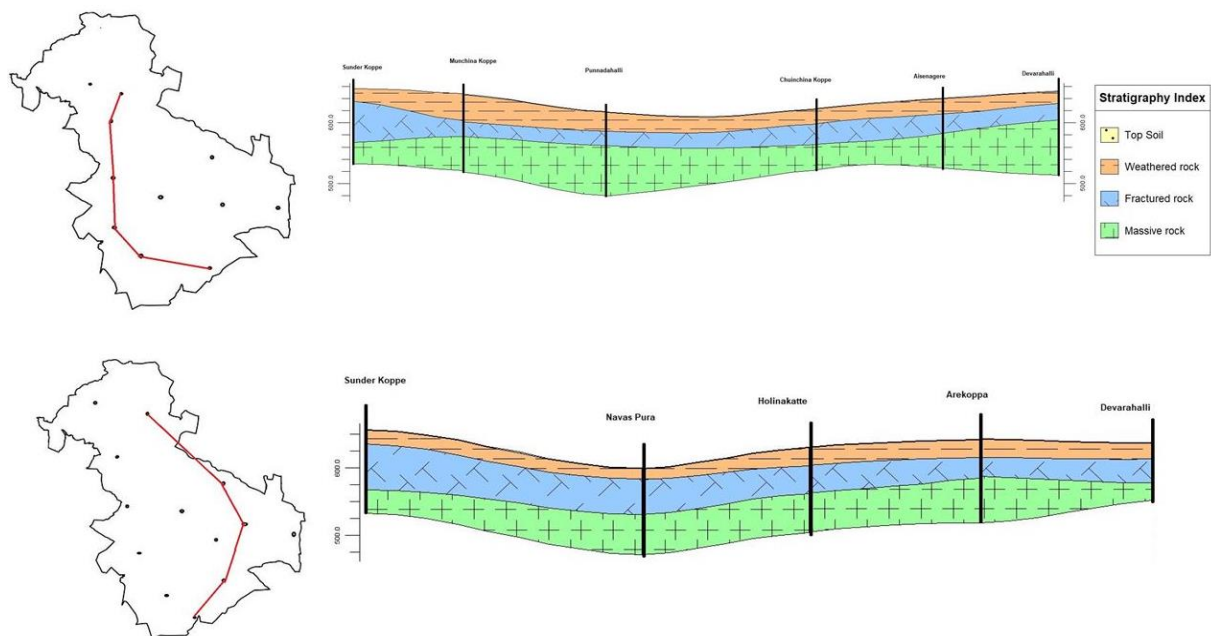 Sunder Koppe
Munchina Koppe
Punnadahalli
Chuinchina Koppe
Aisenagere
Devarahalli
600.0
500.0
600.0
500.0
Stratigraphy Index
Top Soil
Weathered rock
Fractured rock
Massive rock
Sunder Koppe
Navas Pura
Holinakatte
Arekoppa
Devarahalli
600.0
500.0